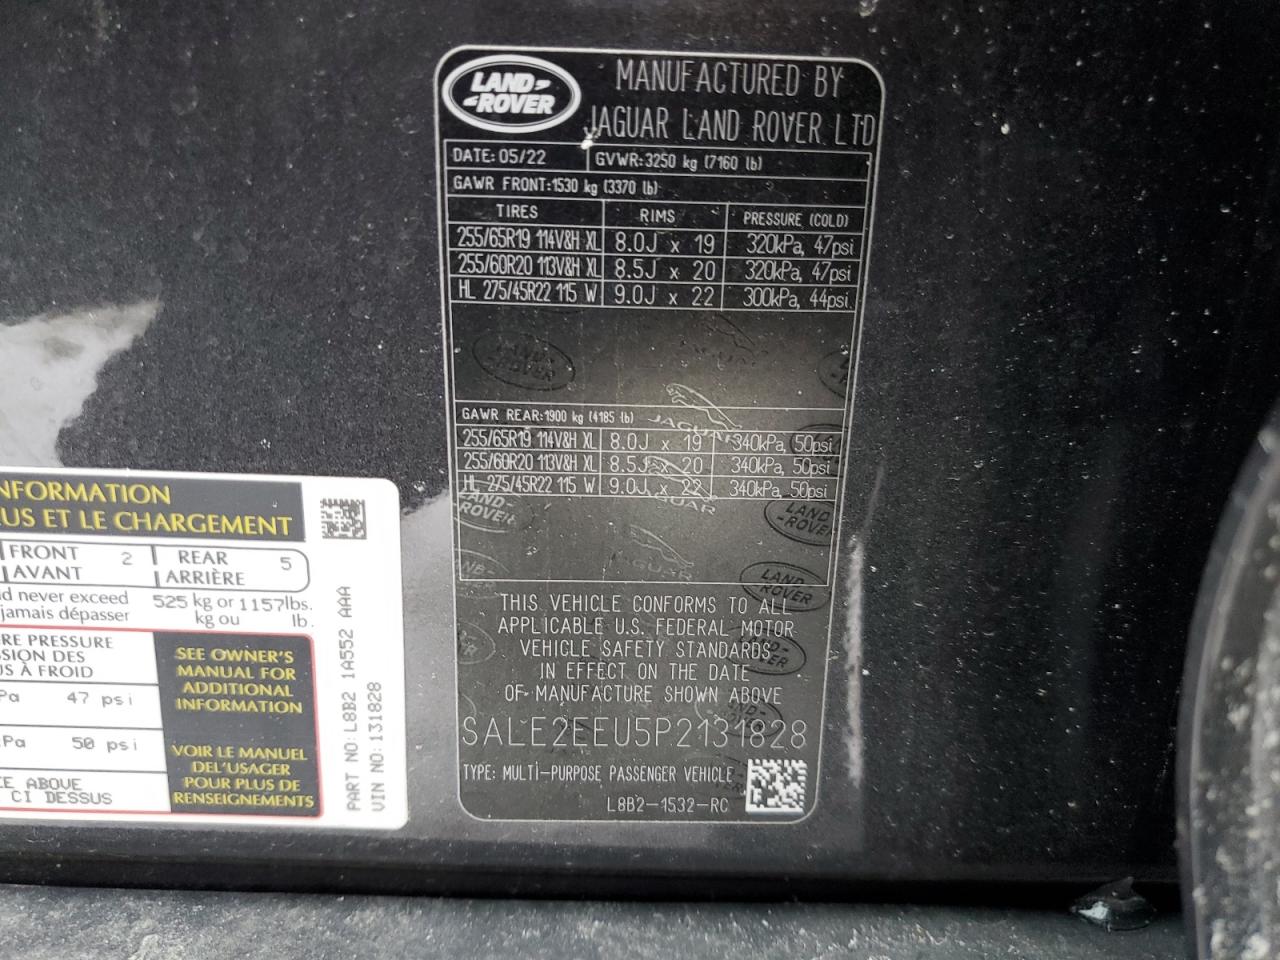 LAND-
-ROVER
MANUFACTURED BY
JAGUAR LAND ROVER LTD
DATE: 05/22 GVWR: 3250 kg (7160 lb)
GAWR FRONT: 1530 kg (3370 lb)
TIRES RIMS PRESSURE (COLD)
255/65R19 114V&H XL 8.0J x 19 320kPa, 47psi
255/60R20 113V&H XL 8.5J x 20 320kPa, 47psi
HL 275/45R22 115 W 9.0J x 22 300kPa, 44psi
LAND-
-ROVER
JAGUAR
GAWR REAR: 1900 kg (4185 lb)
255/65R19 114V&H XL 8.0J x 19 340kPa, 50psi
255/60R20 113V&H XL 8.5J x 20 340kPa, 50psi
HL 275/45R22 115 W 9.0J x 22 340kPa, 50psi
THIS VEHICLE CONFORMS TO ALL
APPLICABLE U.S. FEDERAL MOTOR
VEHICLE SAFETY STANDARDS
IN EFFECT ON THE DATE
OF MANUFACTURE SHOWN ABOVE
SALE2EEU5P2131828
TYPE: MULTI-PURPOSE PASSENGER VEHICLE
L8B2-1532-RC
NFORMATION
US ET LE CHARGEMENT
FRONT 2 REAR 5
AVANT ARRIÈRE
d never exceed 525 kg or 1157 lbs.
jamais dépasser kg ou lb.
RE PRESSURE
SION DES
S À FROID
Pa 47 psi
Pa 50 psi
E ABOVE
CI DESSUS
SEE OWNER'S
MANUAL FOR
ADDITIONAL
INFORMATION
VOIR LE MANUEL
DEL'USAGER
POUR PLUS DE
RENSEIGNEMENTS
PART NO: L8B2 1A552 AAA
VIN NO: 131828